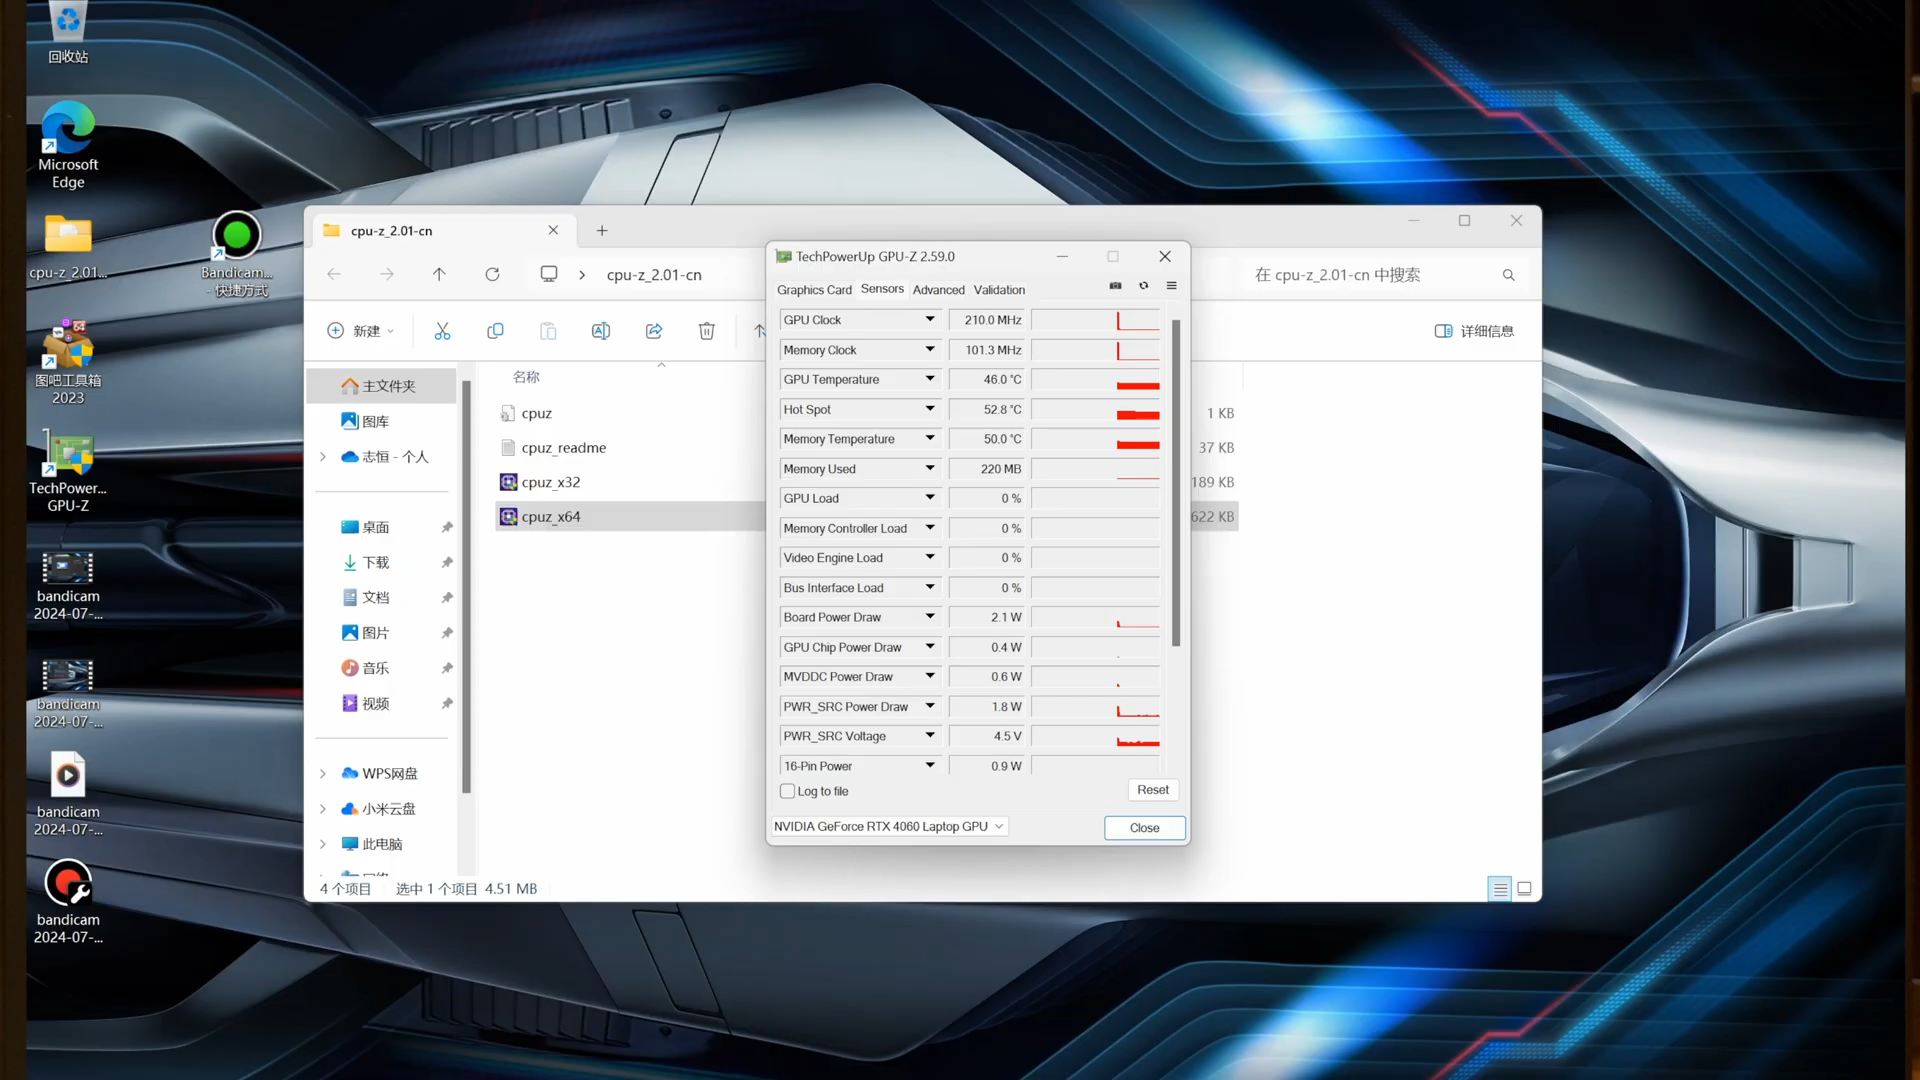 回收站
Microsoft
Edge
cpu-z_2.01...
Bandicam...
- 快捷方式
图吧工具箱
2023
TechPower...
GPU-Z
bandicam
2024-07-...
bandicam
2024-07-...
bandicam
2024-07-...
bandicam
2024-07-...
cpu-z_2.01-cn
cpu-z_2.01-cn
在 cpu-z_2.01-cn 中搜索
新建
详细信息
主文件夹
图库
志恒 - 个人
桌面
下载
文档
图片
音乐
视频
WPS网盘
小米云盘
此电脑
名称
cpuz
1 KB
cpuz_readme
37 KB
cpuz_x32
189 KB
cpuz_x64
622 KB
4 个项目
选中 1 个项目 4.51 MB
TechPowerUp GPU-Z 2.59.0
Graphics Card Sensors Advanced Validation
GPU Clock 210.0 MHz
Memory Clock 101.3 MHz
GPU Temperature 46.0 °C
Hot Spot 52.8 °C
Memory Temperature 50.0 °C
Memory Used 220 MB
GPU Load 0 %
Memory Controller Load 0 %
Video Engine Load 0 %
Bus Interface Load 0 %
Board Power Draw 2.1 W
GPU Chip Power Draw 0.4 W
MVDDC Power Draw 0.6 W
PWR_SRC Power Draw 1.8 W
PWR_SRC Voltage 4.5 V
16-Pin Power 0.9 W
Log to file
Reset
NVIDIA GeForce RTX 4060 Laptop GPU
Close